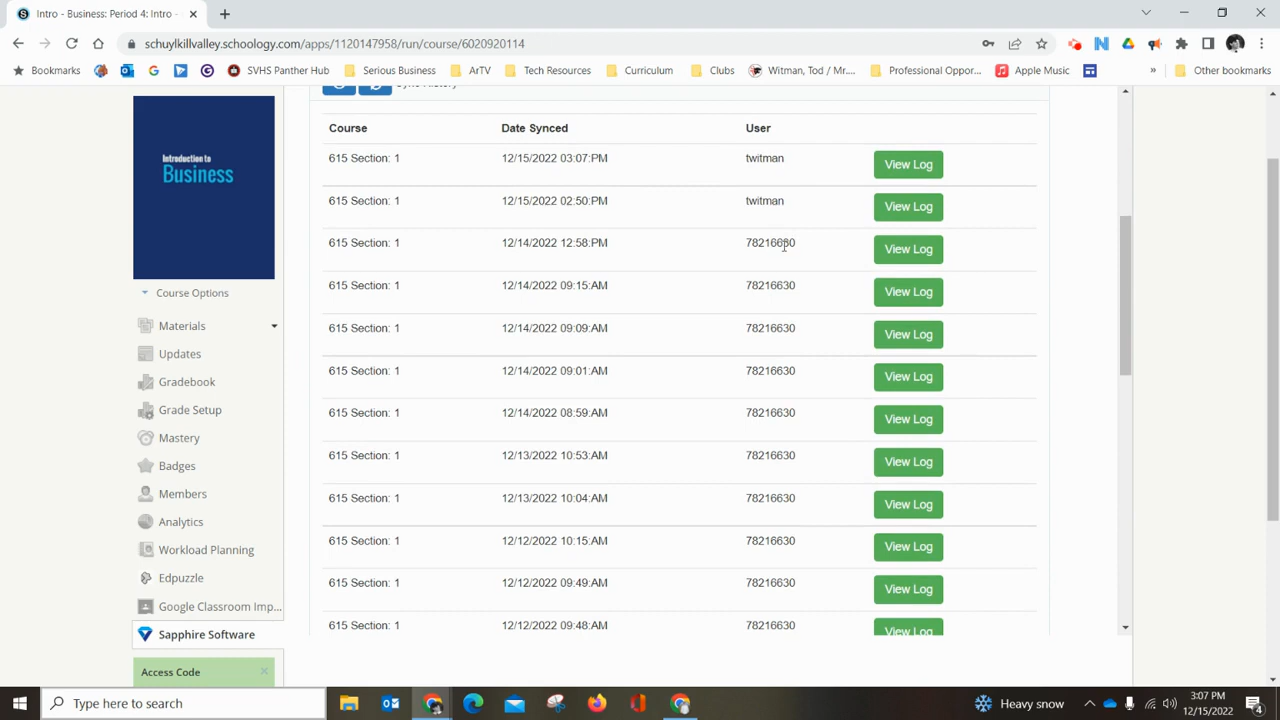 Intro - Business: Period 4: Intro -
schuylkillvalley.schoology.com/apps/1120147958/run/course/6020920114
Bookmarks
SVHS Panther Hub
Serious Business
ArTV
Tech Resources
Curriculum
Clubs
Witman, Tod / Mr....
Professional Oppor...
Apple Music
»
Other bookmarks
Sync History
Course Date Synced User
615 Section: 1 12/15/2022 03:07:PM twitman View Log
615 Section: 1 12/15/2022 02:50:PM twitman View Log
615 Section: 1 12/14/2022 12:58:PM 78216630 View Log
615 Section: 1 12/14/2022 09:15:AM 78216630 View Log
615 Section: 1 12/14/2022 09:09:AM 78216630 View Log
615 Section: 1 12/14/2022 09:01:AM 78216630 View Log
615 Section: 1 12/14/2022 08:59:AM 78216630 View Log
615 Section: 1 12/13/2022 10:53:AM 78216630 View Log
615 Section: 1 12/13/2022 10:04:AM 78216630 View Log
615 Section: 1 12/12/2022 10:15:AM 78216630 View Log
615 Section: 1 12/12/2022 09:49:AM 78216630 View Log
615 Section: 1 12/12/2022 09:48:AM 78216630 View Log
Introduction to
Business
Course Options
Materials
Updates
Gradebook
Grade Setup
Mastery
Badges
Members
Analytics
Workload Planning
Edpuzzle
Google Classroom Imp...
Sapphire Software
Access Code
Type here to search
Heavy snow
3:07 PM
12/15/2022
4